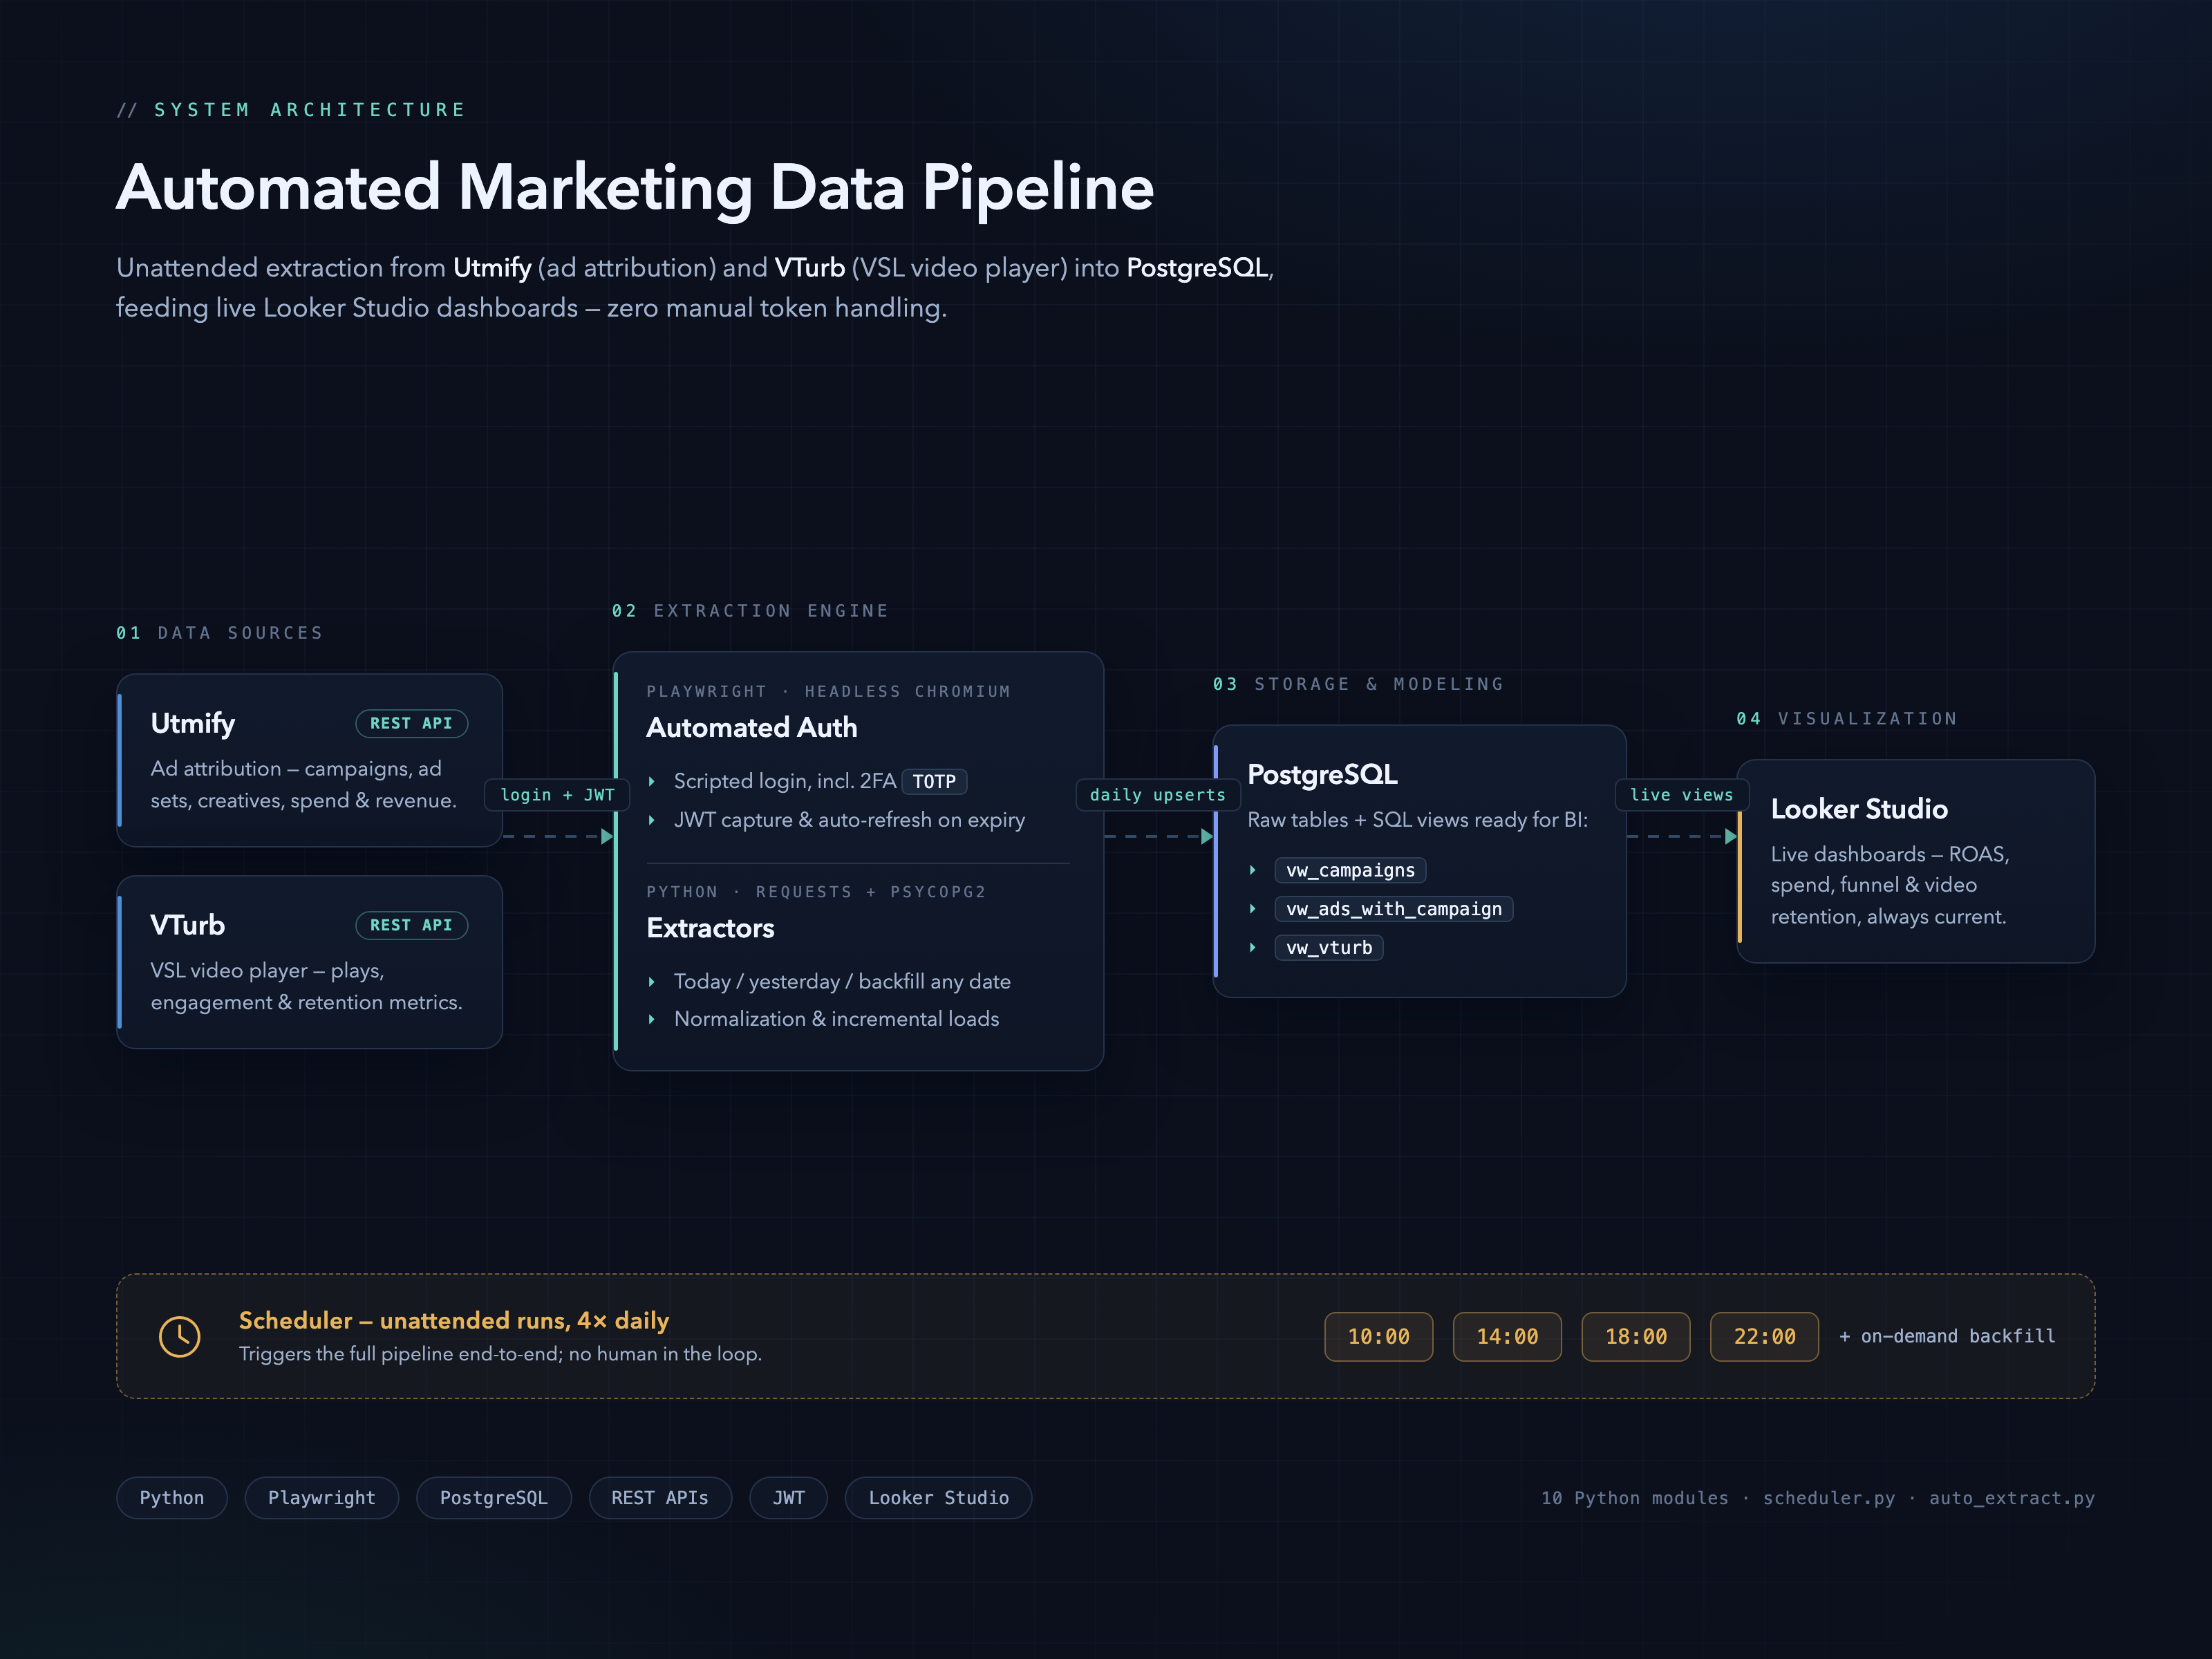 // SYSTEM ARCHITECTURE
Automated Marketing Data Pipeline
Unattended extraction from Utmify (ad attribution) and VTurb (VSL video player) into PostgreSQL,
feeding live Looker Studio dashboards — zero manual token handling.
01 DATA SOURCES
Utmify
REST API
Ad attribution — campaigns, ad
sets, creatives, spend & revenue.
VTurb
REST API
VSL video player — plays,
engagement & retention metrics.
login + JWT
02 EXTRACTION ENGINE
PLAYWRIGHT · HEADLESS CHROMIUM
Automated Auth
Scripted login, incl. 2FA TOTP
JWT capture & auto-refresh on expiry
PYTHON · REQUESTS + PSYCOPG2
Extractors
Today / yesterday / backfill any date
Normalization & incremental loads
daily upserts
03 STORAGE & MODELING
PostgreSQL
Raw tables + SQL views ready for BI:
vw_campaigns
vw_ads_with_campaign
vw_vturb
live views
04 VISUALIZATION
Looker Studio
Live dashboards — ROAS,
spend, funnel & video
retention, always current.
Scheduler — unattended runs, 4× daily
Triggers the full pipeline end-to-end; no human in the loop.
10:00
14:00
18:00
22:00
+ on-demand backfill
Python
Playwright
PostgreSQL
REST APIs
JWT
Looker Studio
10 Python modules · scheduler.py · auto_extract.py